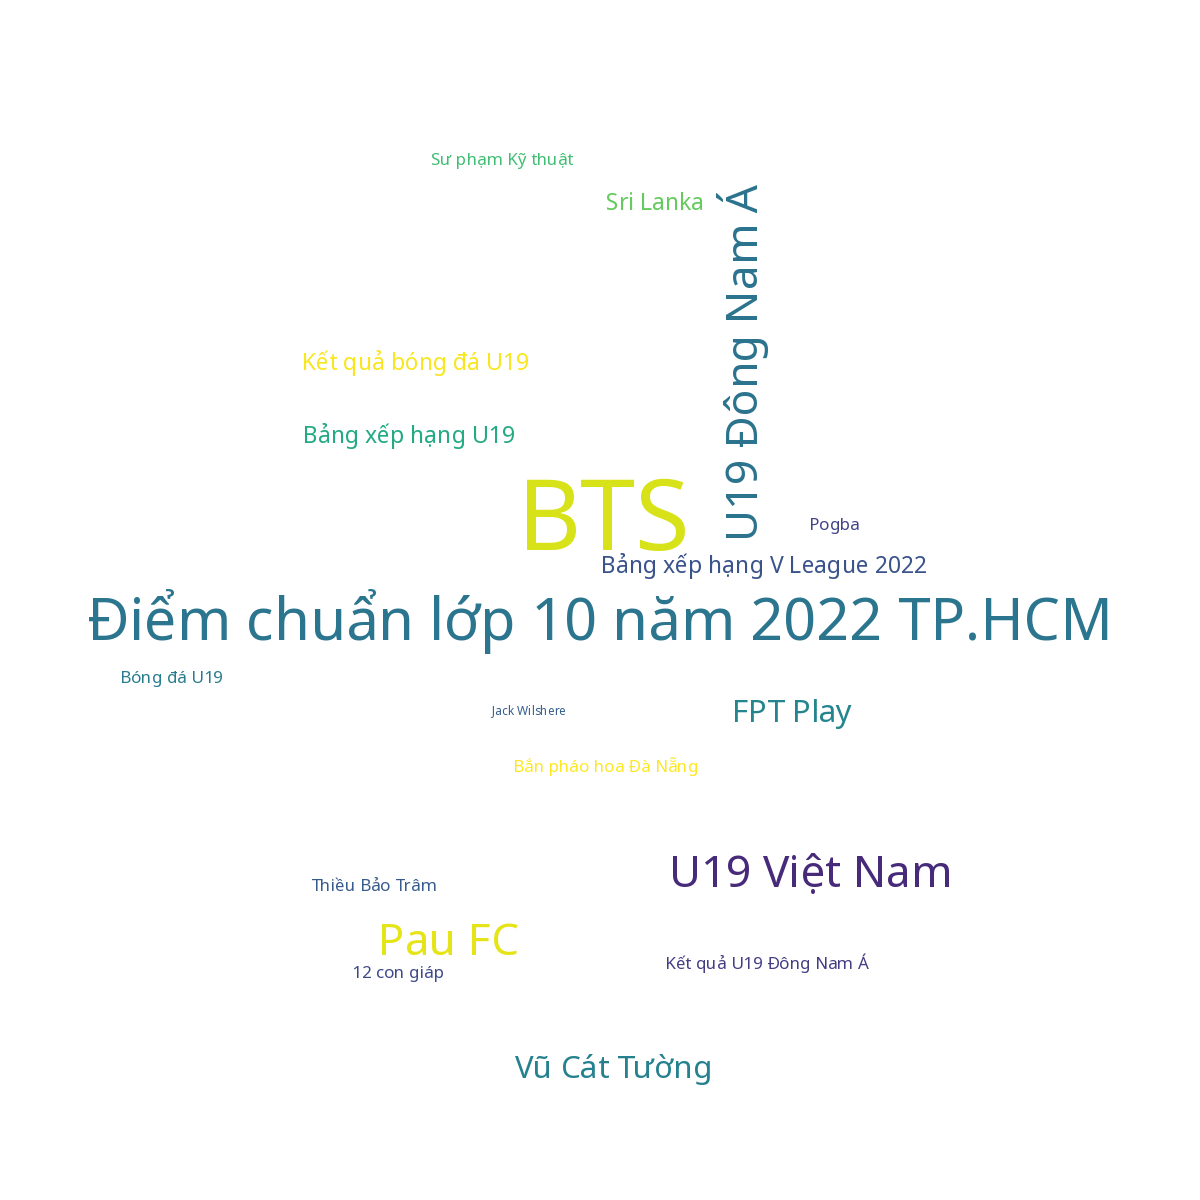 Sư phạm Kỹ thuật
Sri Lanka
U19 Đông Nam Á
Kết quả bóng đá U19
Bảng xếp hạng U19
BTS
Pogba
Bảng xếp hạng V League 2022
Điểm chuẩn lớp 10 năm 2022 TP.HCM
Bóng đá U19
Jack Wilshere
FPT Play
Bắn pháo hoa Đà Nẵng
U19 Việt Nam
Thiều Bảo Trâm
Pau FC
Kết quả U19 Đông Nam Á
12 con giáp
Vũ Cát Tường